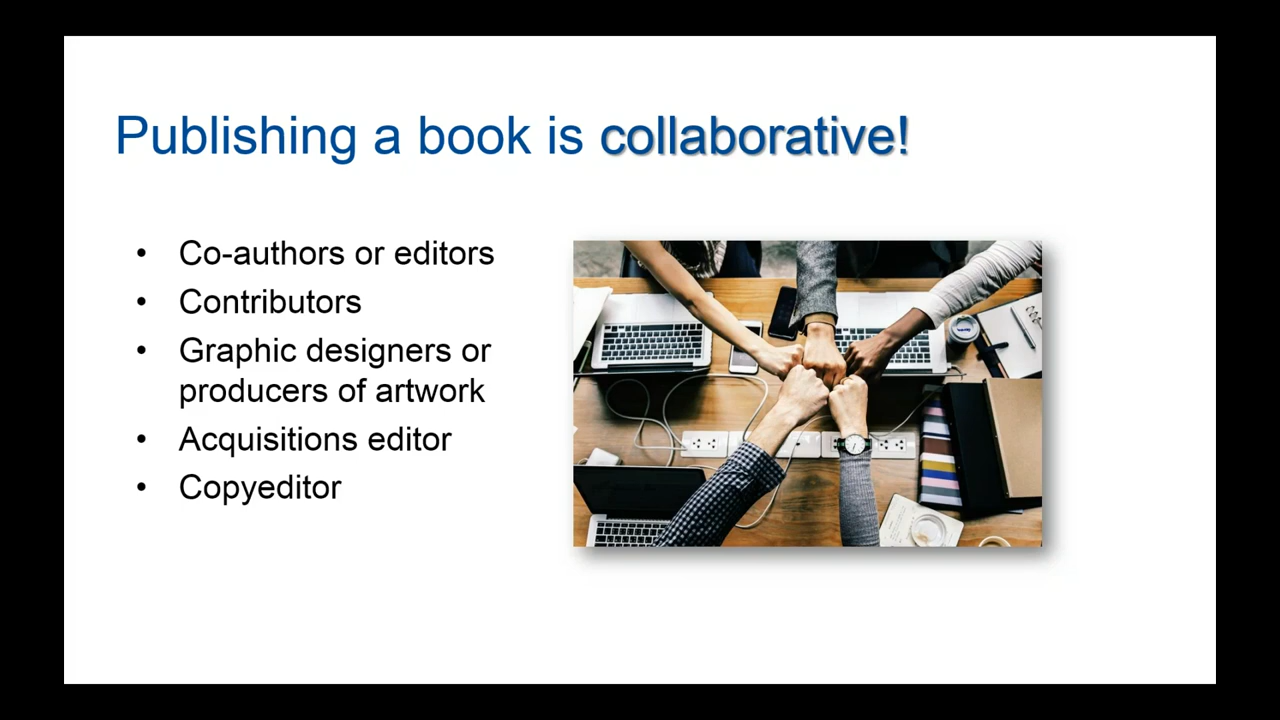 Publishing a book is collaborative!
• Co-authors or editors
• Contributors
• Graphic designers or
producers of artwork
• Acquisitions editor
• Copyeditor